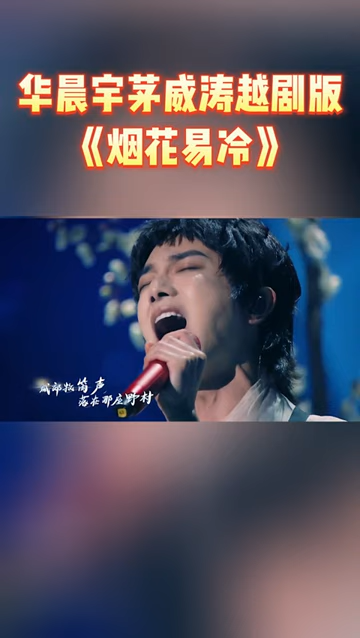 华晨宇茅威涛越剧版
《烟花易冷》
城郊牧笛声
落在那座野村